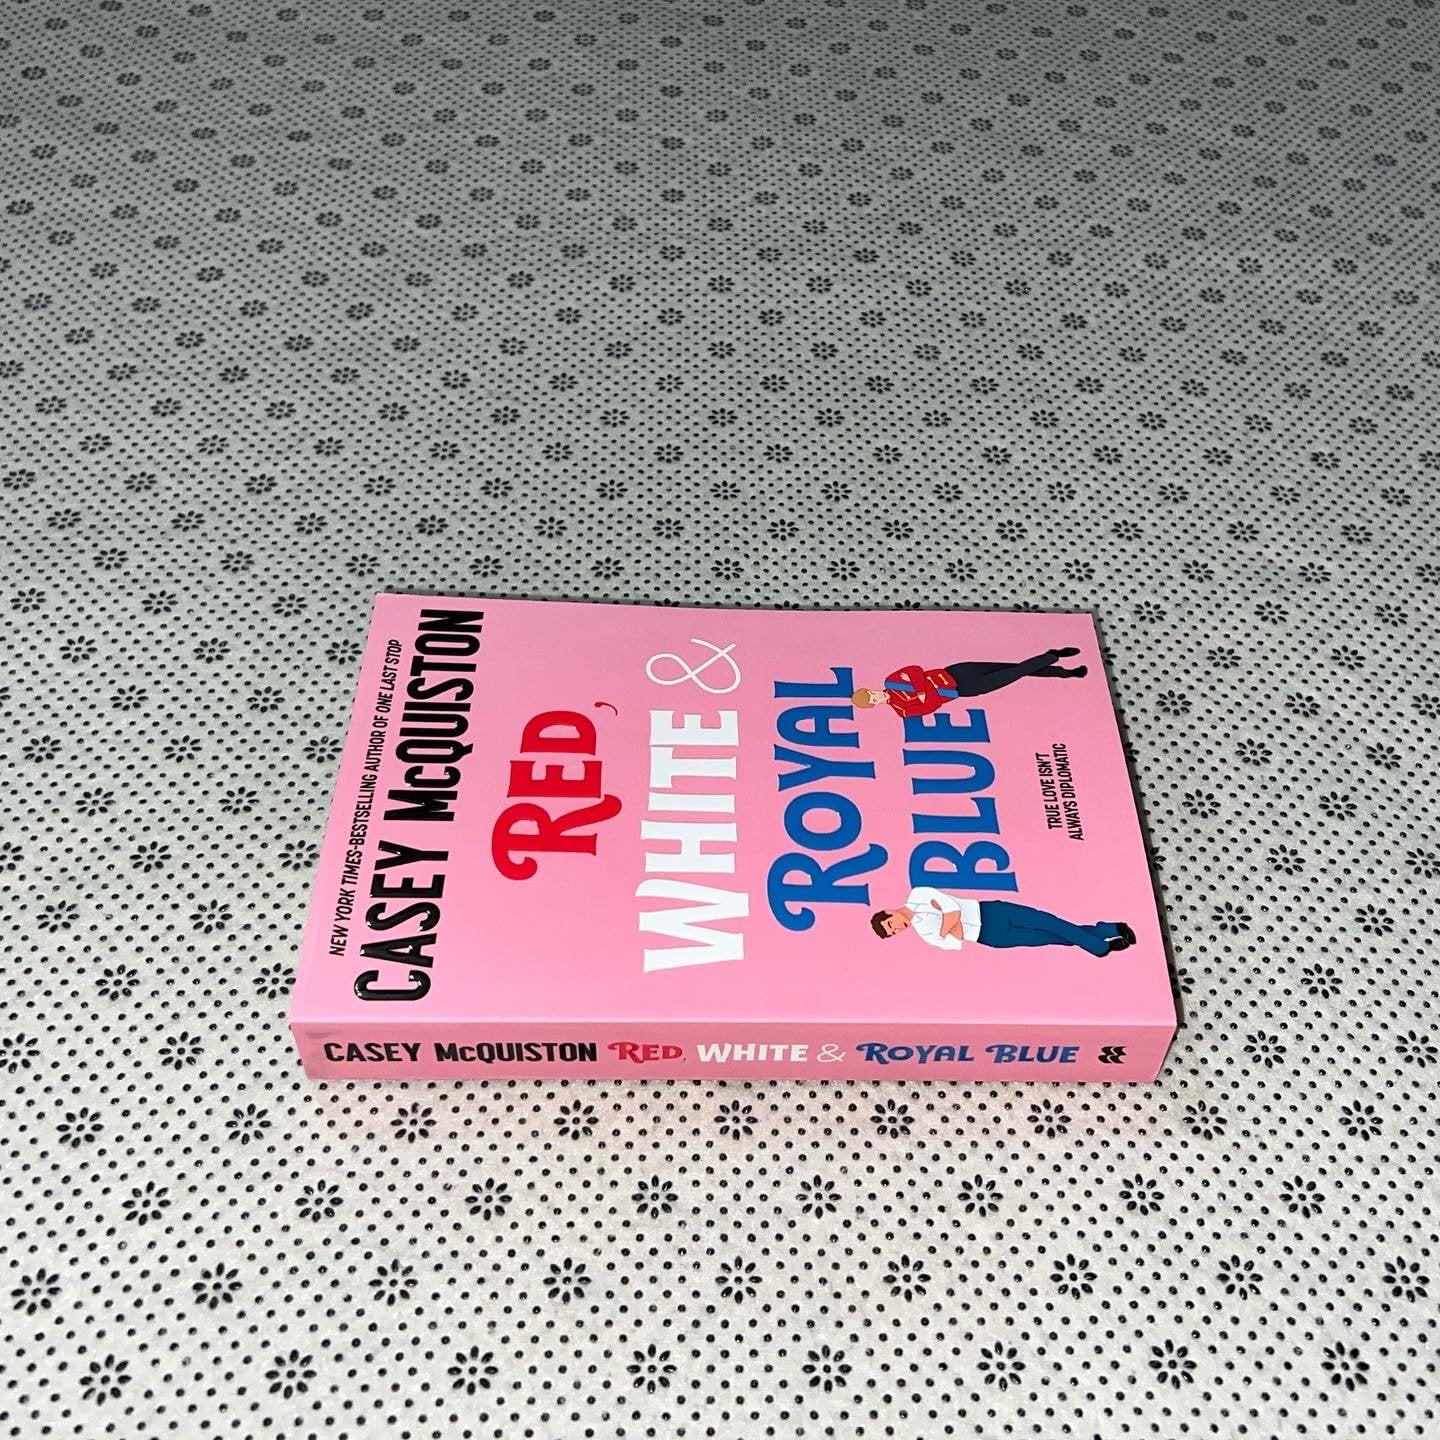 NEW YORK TIMES-BESTSELLING AUTHOR OF ONE LAST STOP
CASEY McQUISTON
RED,
WHITE &
ROYAL
BLUE
TRUE LOVE ISN'T
ALWAYS DIPLOMATIC
CASEY McQUISTON RED, WHITE & ROYAL BLUE